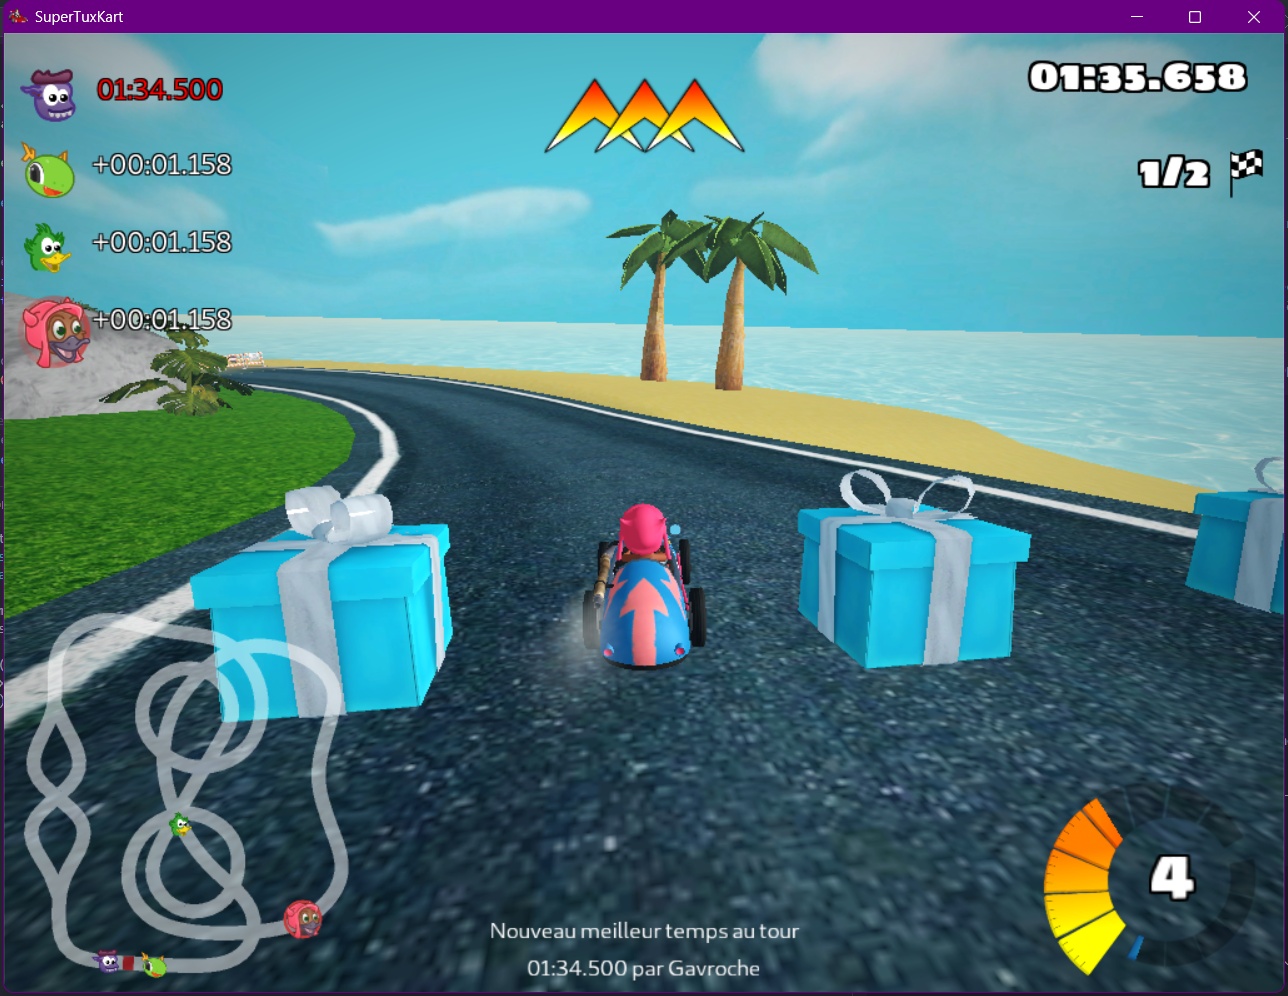 SuperTuxKart
01:34.500
01:35.658
+00:01.158
1/2
+00:01.158
+00:01.158
4
Nouveau meilleur temps au tour
01:34.500 par Gavroche